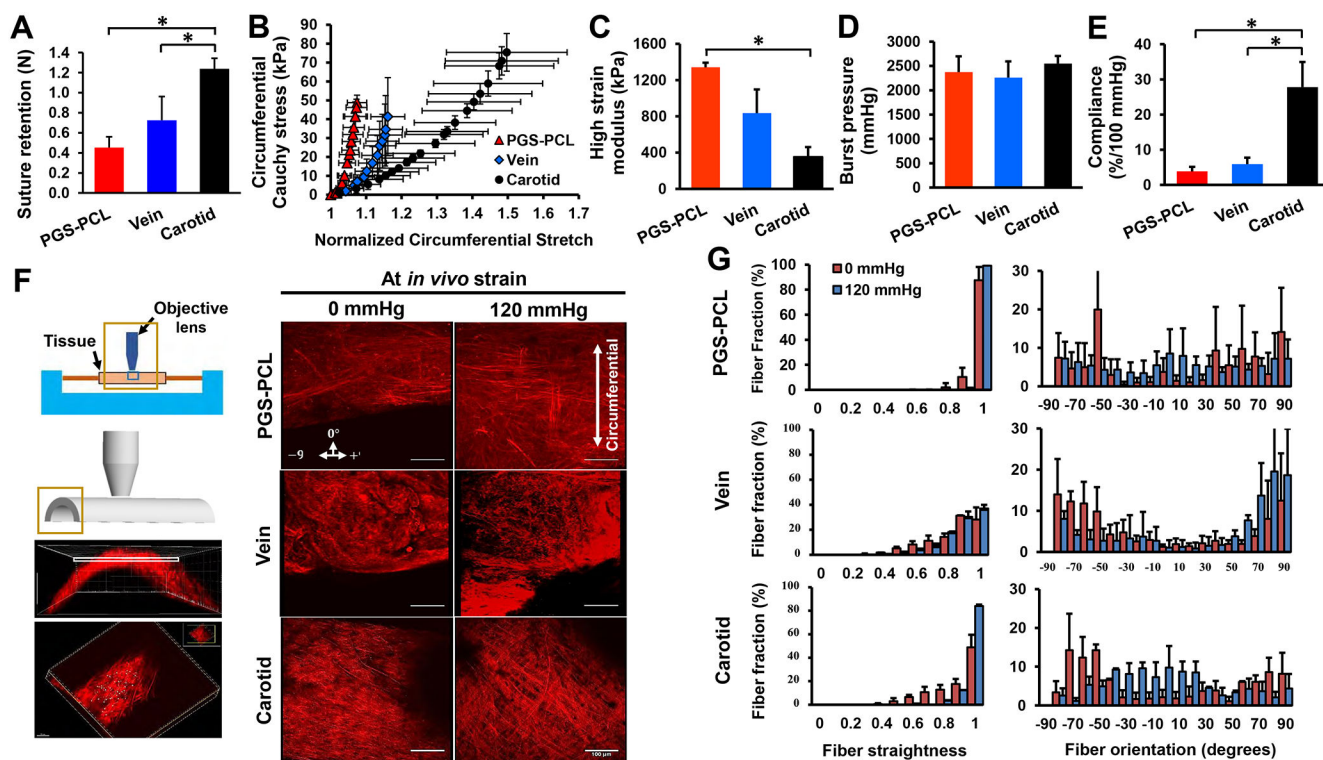 A
Suture retention (N)
1.4
1.2
1.0
0.8
0.6
0.4
0.2
0.0
*
*
PGS-PCL
Vein
Carotid
B
Circumferential
Cauchy stress (kPa)
90
80
70
60
50
40
30
20
10
0
1
1.1
1.2
1.3
1.4
1.5
1.6
1.7
PGS-PCL
Vein
Carotid
Normalized Circumferential Stretch
C
High strain
modulus (kPa)
1600
1200
800
400
0
*
PGS-PCL
Vein
Carotid
D
Burst pressure
(mmHg)
3000
2500
2000
1500
1000
500
0
PGS-PCL
Vein
Carotid
E
Compliance
(%/100 mmHg)
40
30
20
10
0
*
*
PGS-PCL
Vein
Carotid
F
Objective
lens
Tissue
At in vivo strain
0 mmHg
120 mmHg
PGS-PCL
Vein
Carotid
0°
−9
+'
Circumferential
100 µm
G
PGS-PCL
Fiber Fraction (%)
100
80
60
40
20
0
0 mmHg
120 mmHg
0 0.2 0.4 0.6 0.8 1
30
20
10
0
-90 -70 -50 -30 -10 10 30 50 70 90
Vein
Fiber fraction (%)
100
80
60
40
20
0
0 0.2 0.4 0.6 0.8 1
30
20
10
0
-90 -70 -50 -30 -10 10 30 50 70 90
Carotid
Fiber fraction (%)
100
80
60
40
20
0
0 0.2 0.4 0.6 0.8 1
Fiber straightness
30
20
10
0
-90 -70 -50 -30 -10 10 30 50 70 90
Fiber orientation (degrees)